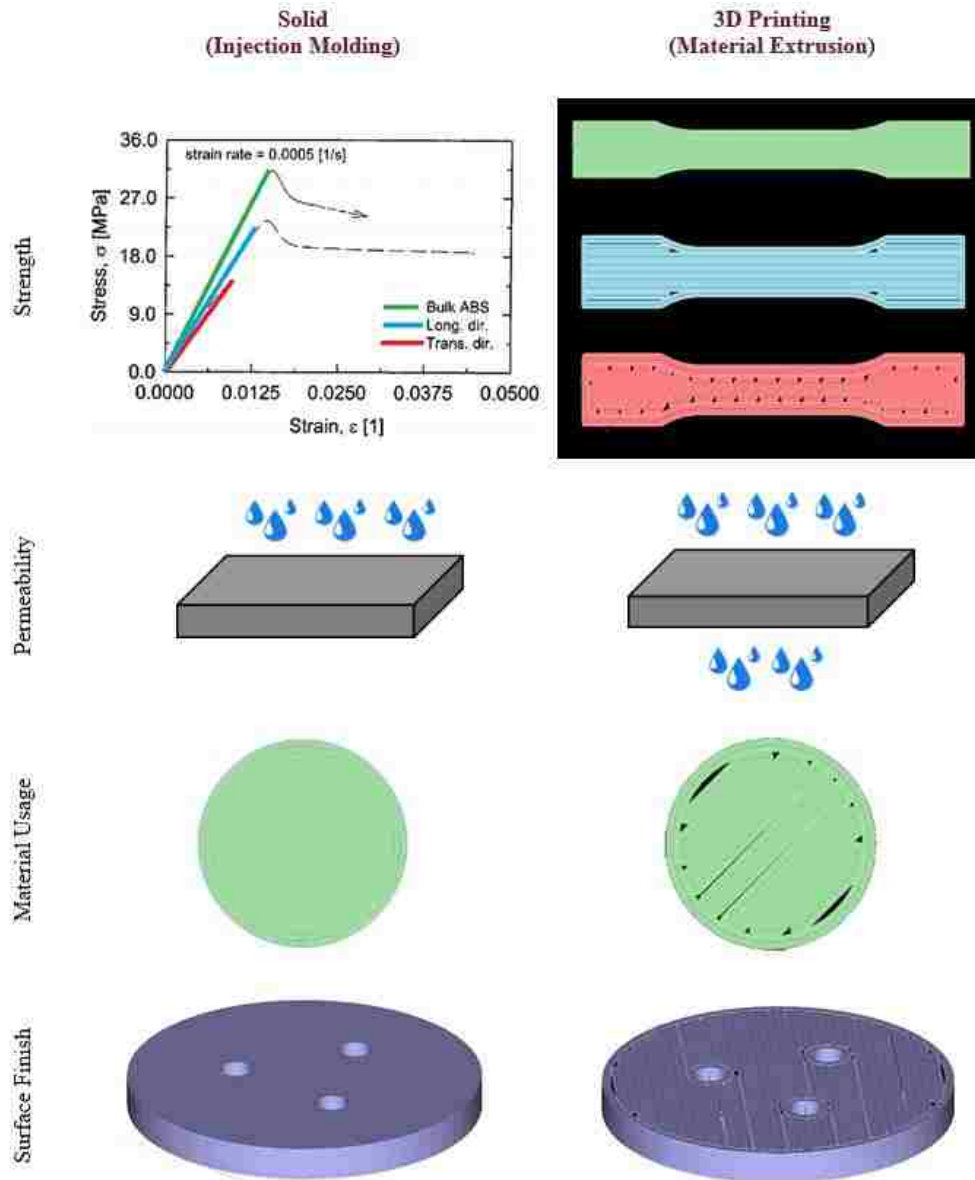 Solid
(Injection Molding)
3D Printing
(Material Extrusion)
Strength
36.0
27.0
18.0
9.0
0.0
Stress, σ [MPa]
strain rate = 0.0005 [1/s]
Bulk ABS
Long. dir.
Trans. dir.
0.0000 0.0125 0.0250 0.0375 0.0500
Strain, ε [1]
Permeability
Material Usage
Surface Finish